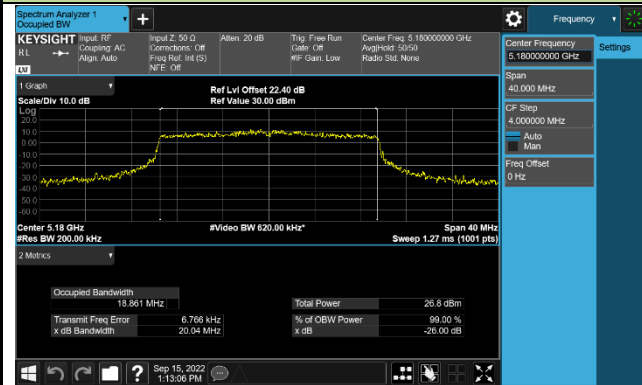 Spectrum Analyzer 1
Occupied BW
Frequency
KEYSIGHT
RL
LXI
Input: RF
Coupling: AC
Align: Auto
Input Z: 50 Ω
Corrections: Off
Freq Ref: Int (S)
NFE: Off
Atten: 20 dB
Trig: Free Run
Gate: Off
#IF Gain: Low
Center Freq: 5.180000000 GHz
Avg|Hold: 50/50
Radio Std: None
Center Frequency
5.180000000 GHz
Settings
Span
40.000 MHz
CF Step
4.000000 MHz
Auto
Man
Freq Offset
0 Hz
1 Graph
Scale/Div 10.0 dB
Ref Lvl Offset 22.40 dB
Ref Value 30.00 dBm
Log
20.0
10.0
0.00
-10.0
-20.0
-30.0
-40.0
-50.0
-60.0
Center 5.18 GHz
#Res BW 200.00 kHz
#Video BW 620.00 kHz*
Span 40 MHz
Sweep 1.27 ms (1001 pts)
2 Metrics
Occupied Bandwidth
18.861 MHz
Total Power 26.8 dBm
Transmit Freq Error 6.766 kHz
% of OBW Power 99.00 %
x dB Bandwidth 20.04 MHz
x dB -26.00 dB
Sep 15, 2022
1:13:06 PM